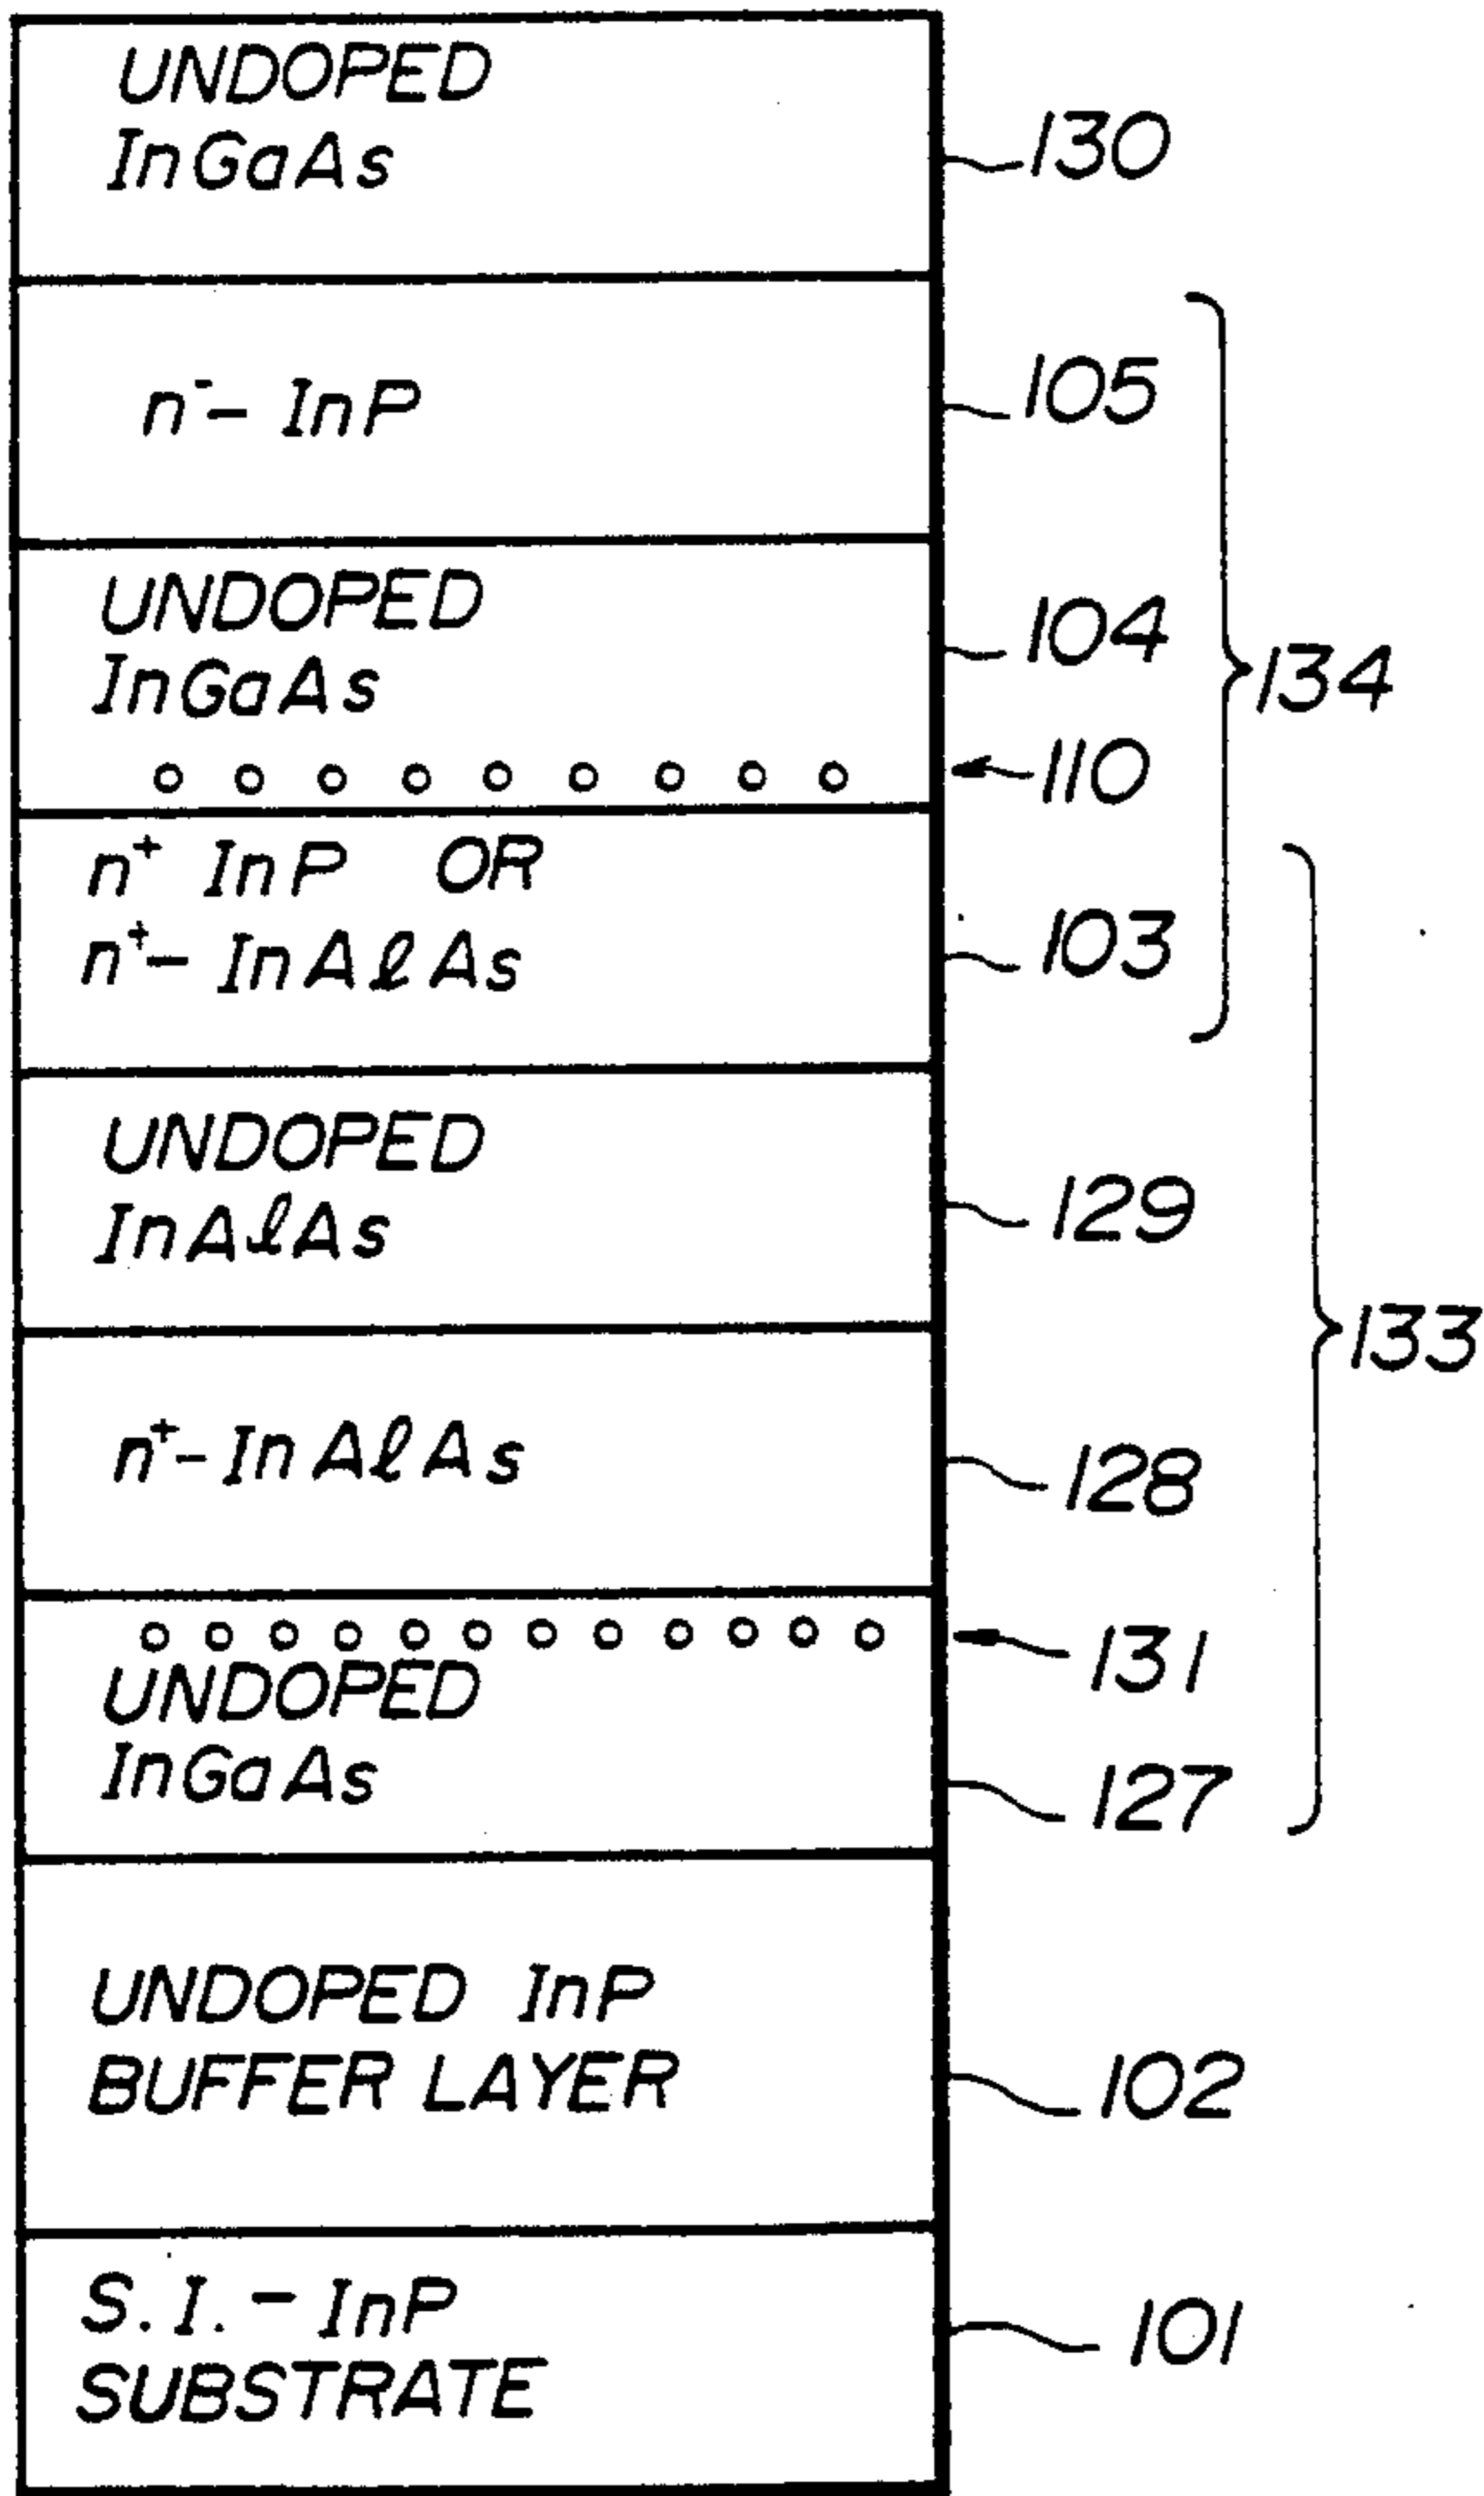 UNDOPED
InGaAs
130
n⁻- InP
105
UNDOPED
InGaAs
104
134
110
n⁺ InP OR
n⁺- InAlAs
103
UNDOPED
InAlAs
129
133
n⁺-InAlAs
128
131
UNDOPED
InGaAs
127
UNDOPED InP
BUFFER LAYER
102
S.I.-InP
SUBSTRATE
101